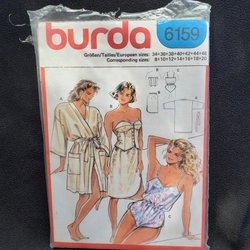 burda
6159
Größen/Tailles/European sizes: 34+36+38+40+42+44+46
Corresponding sizes: 8+10+12+14+16+18+20
A
B
C